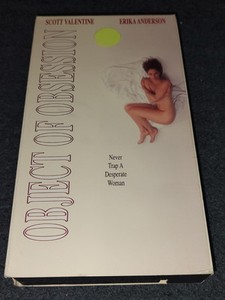 SCOTT VALENTINE
ERIKA ANDERSON
OBJECT OF OBSESSION
Never
Trap A
Desperate
Woman